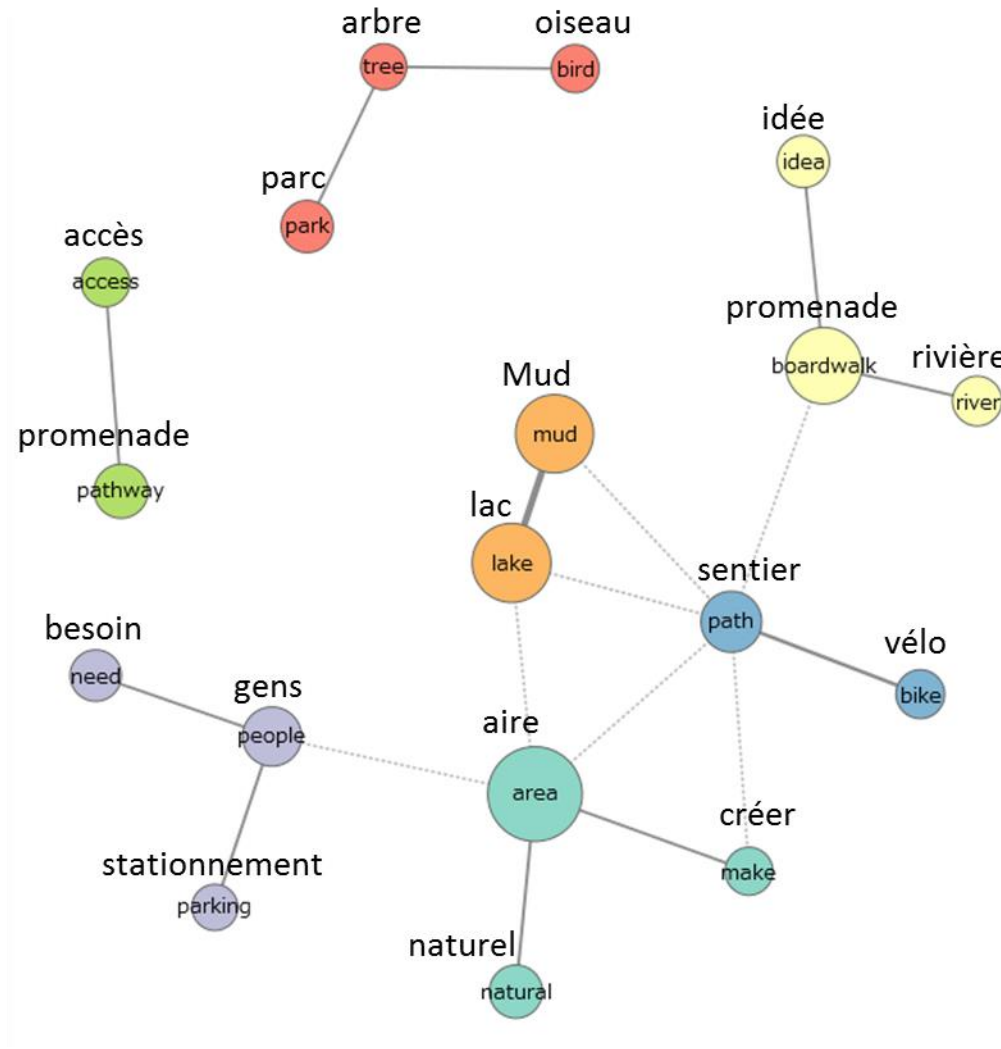 arbre
tree
oiseau
bird
idée
idea
parc
park
accès
access
promenade
boardwalk
rivière
river
Mud
mud
promenade
pathway
lac
lake
sentier
path
vélo
bike
besoin
need
gens
people
aire
area
créer
make
stationnement
parking
naturel
natural